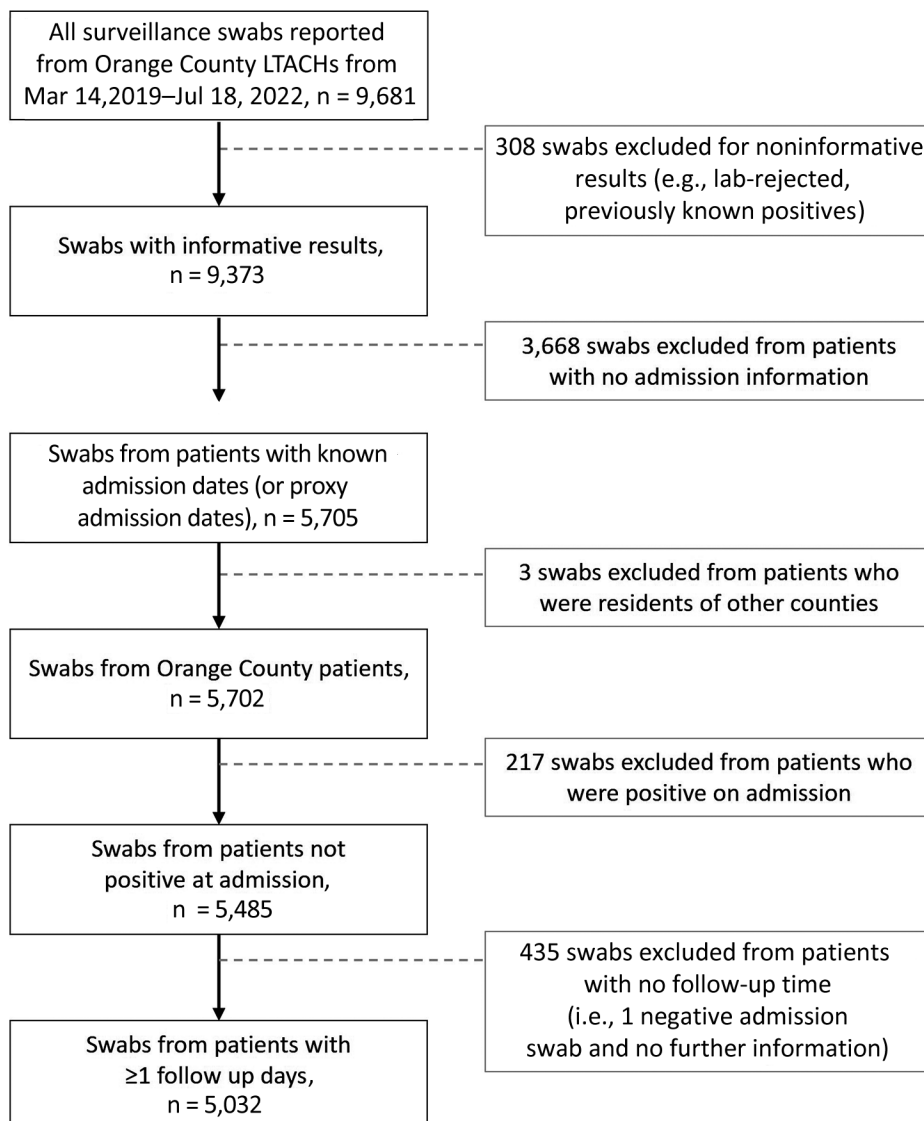 All surveillance swabs reported
from Orange County LTACHs from
Mar 14,2019–Jul 18, 2022, n = 9,681
308 swabs excluded for noninformative
results (e.g., lab-rejected,
previously known positives)
Swabs with informative results,
n = 9,373
3,668 swabs excluded from patients
with no admission information
Swabs from patients with known
admission dates (or proxy
admission dates), n = 5,705
3 swabs excluded from patients who
were residents of other counties
Swabs from Orange County patients,
n = 5,702
217 swabs excluded from patients who
were positive on admission
Swabs from patients not
positive at admission,
n = 5,485
435 swabs excluded from patients
with no follow-up time
(i.e., 1 negative admission
swab and no further information)
Swabs from patients with
≥1 follow up days,
n = 5,032